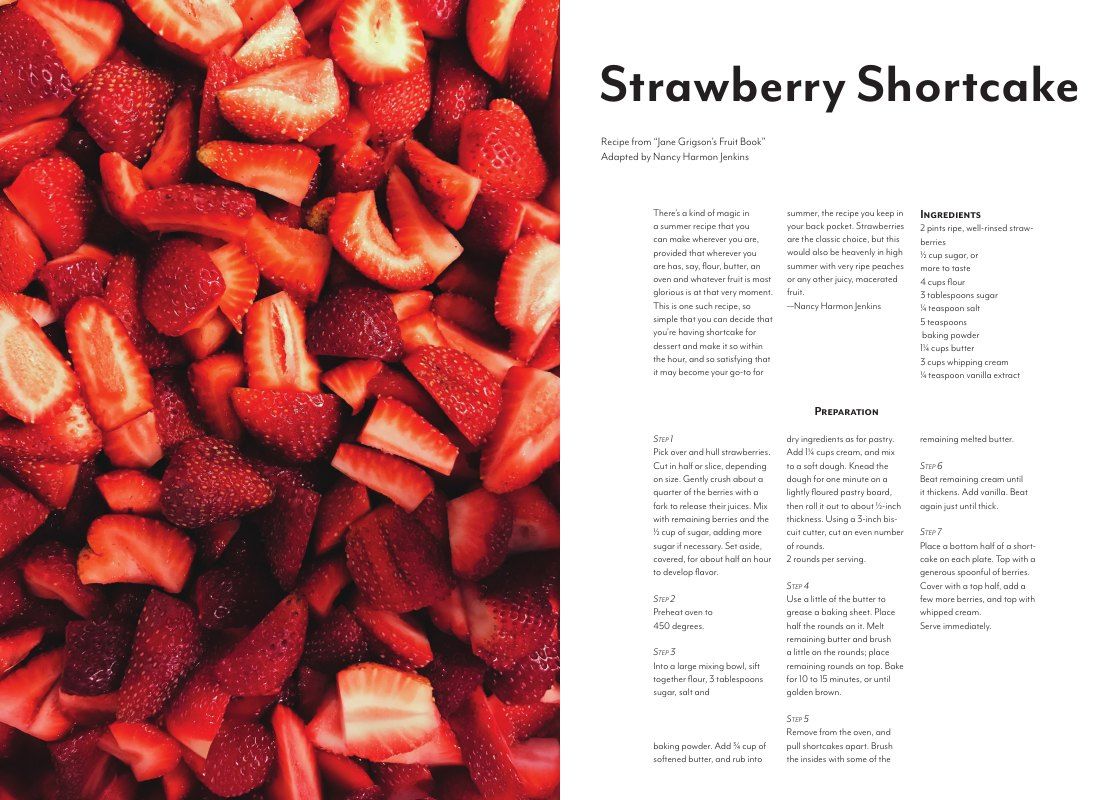 Strawberry Shortcake
Recipe from “Jane Grigson’s Fruit Book”
Adapted by Nancy Harmon Jenkins
There’s a kind of magic in
a summer recipe that you
can make wherever you are,
provided that wherever you
are has, say, flour, butter, an
oven and whatever fruit is most
glorious is at that very moment.
This is one such recipe, so
simple that you can decide that
you’re having shortcake for
dessert and make it so within
the hour, and so satisfying that
it may become your go-to for
summer, the recipe you keep in
your back pocket. Strawberries
are the classic choice, but this
would also be heavenly in high
summer with very ripe peaches
or any other juicy, macerated
fruit.
—Nancy Harmon Jenkins
Ingredients
2 pints ripe, well-rinsed straw-
berries
½ cup sugar, or
more to taste
4 cups flour
3 tablespoons sugar
¼ teaspoon salt
5 teaspoons
baking powder
1¼ cups butter
3 cups whipping cream
¼ teaspoon vanilla extract
Preparation
Step 1
Pick over and hull strawberries.
Cut in half or slice, depending
on size. Gently crush about a
quarter of the berries with a
fork to release their juices. Mix
with remaining berries and the
½ cup of sugar, adding more
sugar if necessary. Set aside,
covered, for about half an hour
to develop flavor.
Step 2
Preheat oven to
450 degrees.
Step 3
Into a large mixing bowl, sift
together flour, 3 tablespoons
sugar, salt and
baking powder. Add ¾ cup of
softened butter, and rub into
dry ingredients as for pastry.
Add 1¼ cups cream, and mix
to a soft dough. Knead the
dough for one minute on a
lightly floured pastry board,
then roll it out to about ½-inch
thickness. Using a 3-inch bis-
cuit cutter, cut an even number
of rounds.
2 rounds per serving.
Step 4
Use a little of the butter to
grease a baking sheet. Place
half the rounds on it. Melt
remaining butter and brush
a little on the rounds; place
remaining rounds on top. Bake
for 10 to 15 minutes, or until
golden brown.
Step 5
Remove from the oven, and
pull shortcakes apart. Brush
the insides with some of the
remaining melted butter.
Step 6
Beat remaining cream until
it thickens. Add vanilla. Beat
again just until thick.
Step 7
Place a bottom half of a short-
cake on each plate. Top with a
generous spoonful of berries.
Cover with a top half, add a
few more berries, and top with
whipped cream.
Serve immediately.